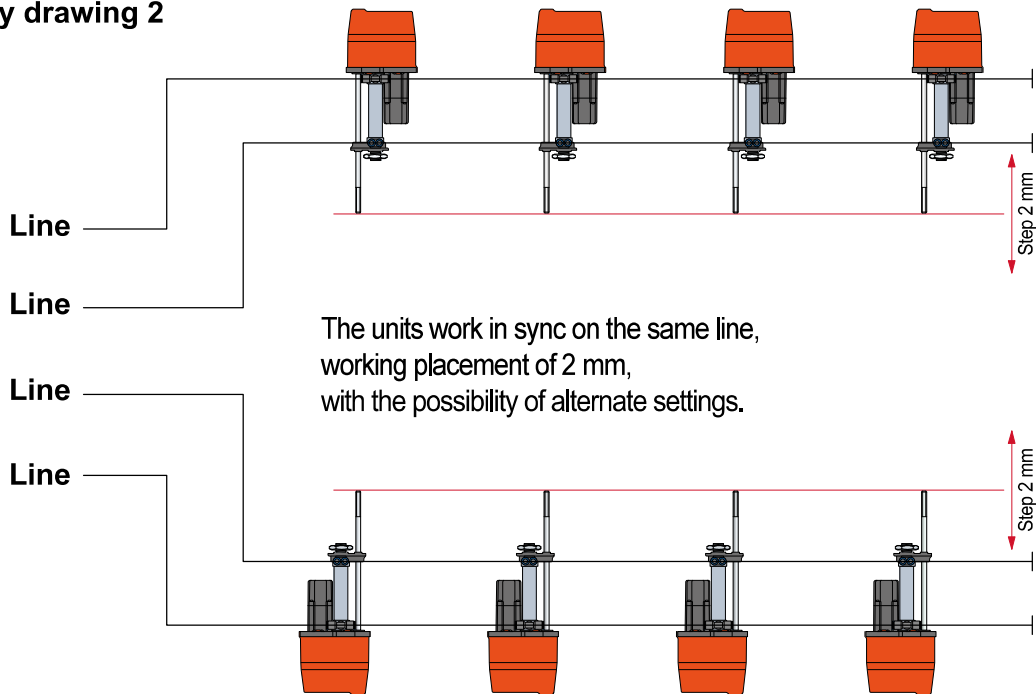 y drawing 2
Step 2 mm
Line
Line
The units work in sync on the same line,
working placement of 2 mm,
with the possibility of alternate settings.
Line
Line
Step 2 mm